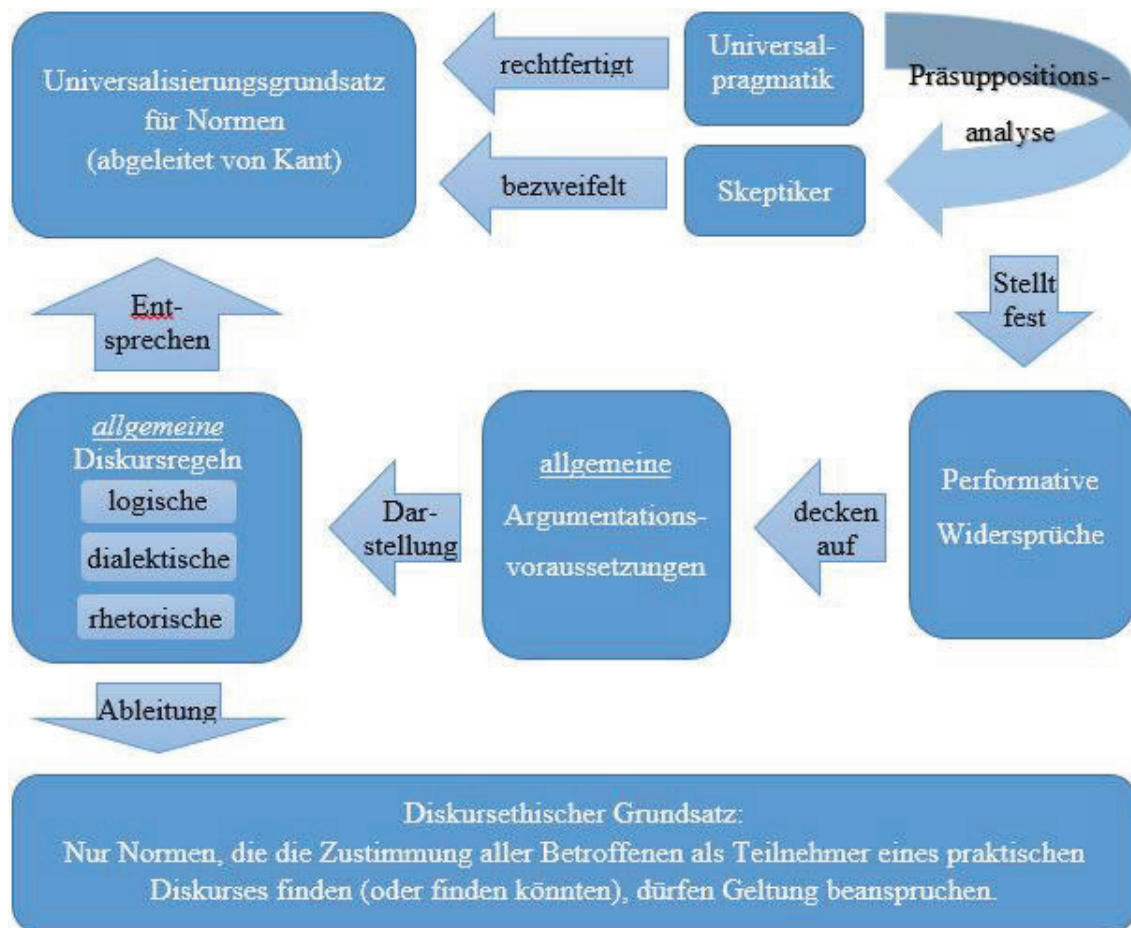 Universalisierungsgrundsatz
für Normen
(abgeleitet von Kant)
rechtfertigt
Universal-
pragmatik
Präsuppositions-
analyse
bezweifelt
Skeptiker
Stellt
fest
Ent-
sprechen
allgemeine
Diskursregeln
logische
dialektische
rhetorische
Dar-
stellung
allgemeine
Argumentations-
voraussetzungen
decken
auf
Performative
Widersprüche
Ableitung
Diskursethischer Grundsatz:
Nur Normen, die die Zustimmung aller Betroffenen als Teilnehmer eines praktischen
Diskurses finden (oder finden könnten), dürfen Geltung beanspruchen.